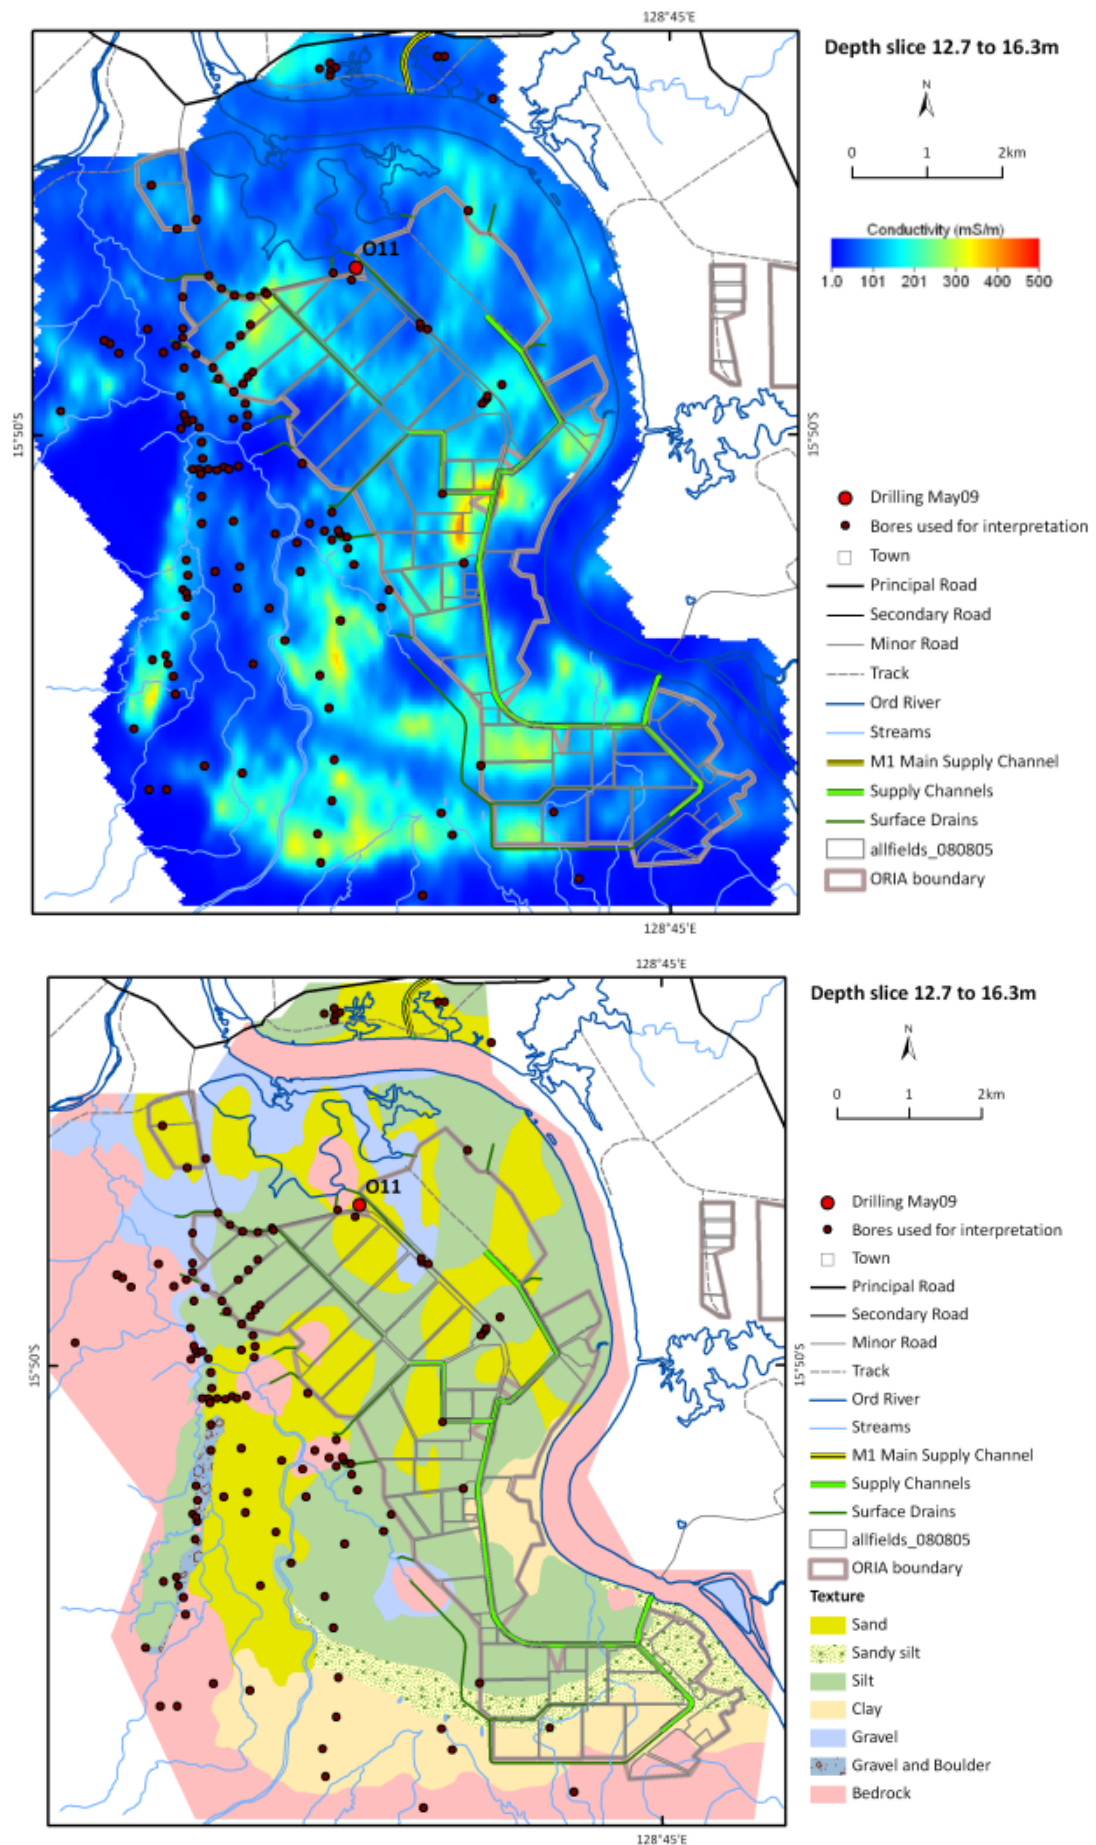 128°45'E
Depth slice 12.7 to 16.3m
N
0 1 2km
Conductivity (mS/m)
1.0 101 201 300 400 500
O11
15°50'S
15°50'S
Drilling May09
Bores used for interpretation
Town
Principal Road
Secondary Road
Minor Road
Track
Ord River
Streams
M1 Main Supply Channel
Supply Channels
Surface Drains
allfields_080805
ORIA boundary
128°45'E
128°45'E
Depth slice 12.7 to 16.3m
N
0 1 2km
O11
15°50'S
15°50'S
Drilling May09
Bores used for interpretation
Town
Principal Road
Secondary Road
Minor Road
Track
Ord River
Streams
M1 Main Supply Channel
Supply Channels
Surface Drains
allfields_080805
ORIA boundary
Texture
Sand
Sandy silt
Silt
Clay
Gravel
Gravel and Boulder
Bedrock
128°45'E